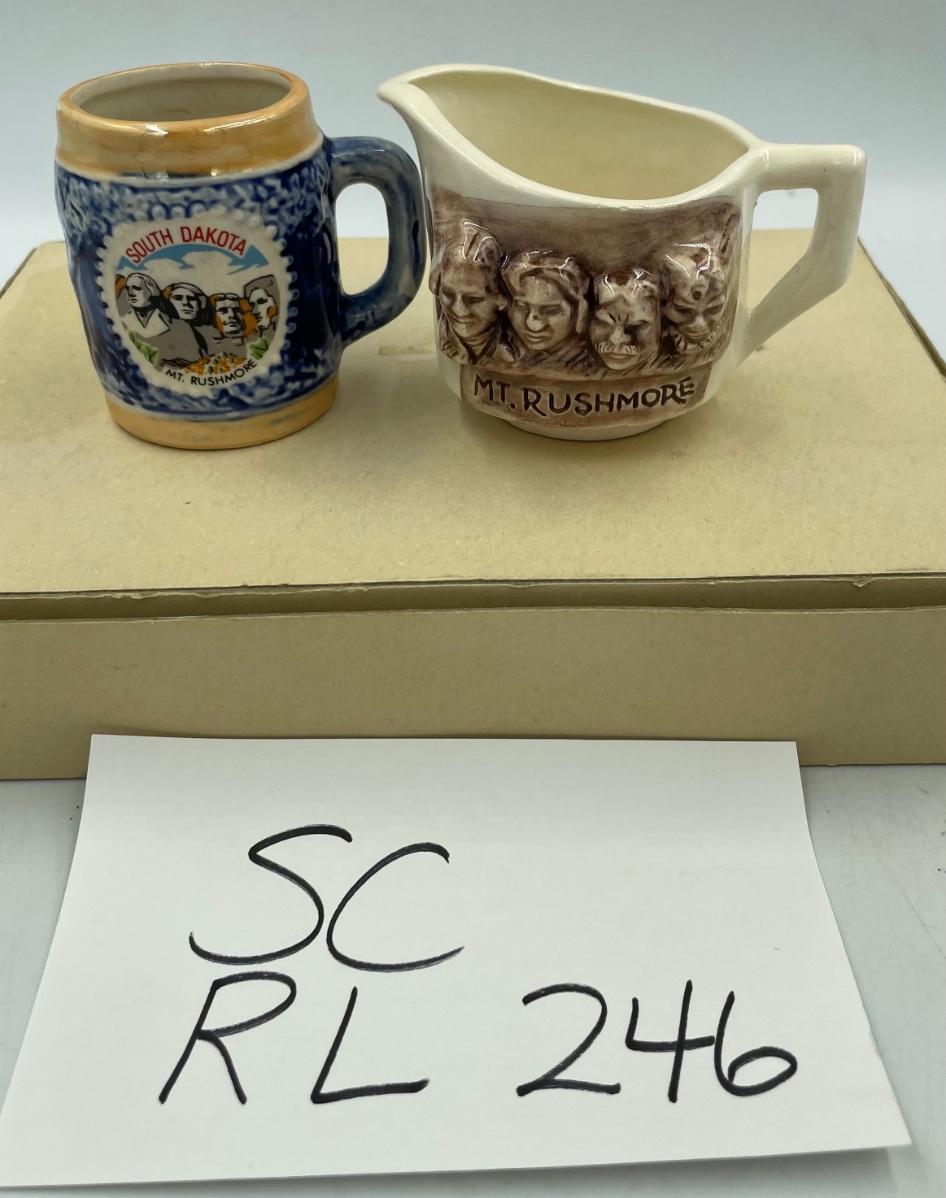 SOUTH DAKOTA
MT. RUSHMORE
MT. RUSHMORE
SC
RL 246